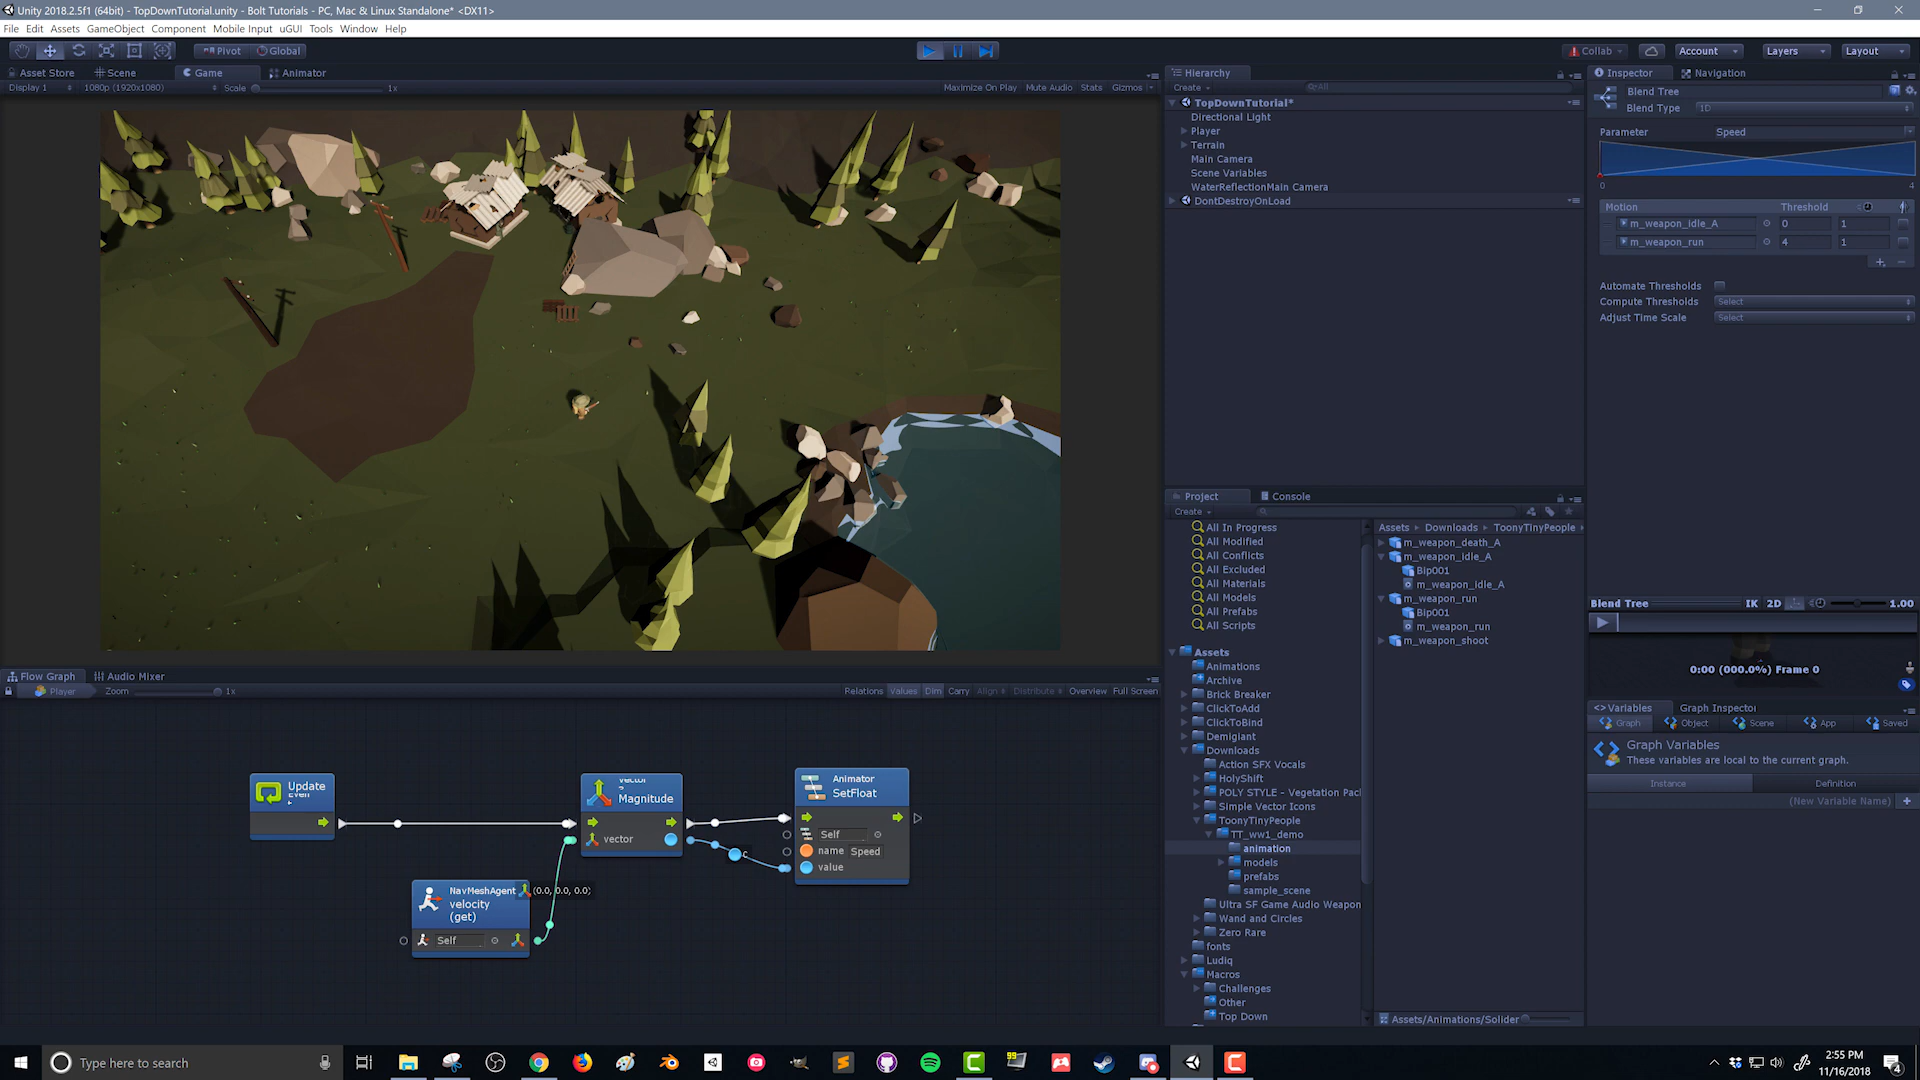 Unity 2018.2.5f1 (64bit) - TopDownTutorial.unity - Bolt Tutorials - PC, Mac & Linux Standalone* <DX11>
File Edit Assets GameObject Component Mobile Input uGUI Tools Window Help
Pivot Global
Collab Account Layers Layout
Asset Store Scene Game Animator
Display 1 1080p (1920x1080) Scale 1x Maximize On Play Mute Audio Stats Gizmos
Hierarchy
Create All
TopDownTutorial*
Directional Light
Player
Terrain
Main Camera
Scene Variables
WaterReflectionMain Camera
DontDestroyOnLoad
Inspector Navigation
Blend Tree
Blend Type 1D
Parameter Speed
0 4
Motion Threshold
m_weapon_idle_A 0 1
m_weapon_run 4 1
Automate Thresholds
Compute Thresholds Select
Adjust Time Scale Select
Project Console
Create
All In Progress
All Modified
All Conflicts
All Excluded
All Materials
All Models
All Prefabs
All Scripts
Assets
Animations
Archive
Brick Breaker
ClickToAdd
ClickToBind
Demigiant
Downloads
Action SFX Vocals
HolyShift
POLY STYLE - Vegetation Pac
Simple Vector Icons
ToonyTinyPeople
TT_ww1_demo
animation
models
prefabs
sample_scene
Ultra SF Game Audio Weapon
Wand and Circles
Zero Rare
fonts
Ludiq
Macros
Challenges
Other
Top Down
Assets Downloads ToonyTinyPeople
m_weapon_death_A
m_weapon_idle_A
Bip001
m_weapon_idle_A
m_weapon_run
Bip001
m_weapon_run
m_weapon_shoot
Assets/Animations/Solider
Blend Tree IK 2D 1.00
0:00 (000.0%) Frame 0
Variables Graph Inspector
Graph Object Scene App Saved
Graph Variables
These variables are local to the current graph.
Instance Definition
(New Variable Name)
Flow Graph Audio Mixer
Player Zoom 1x Relations Values Dim Carry Align Distribute Overview Full Screen
Update
Event
Vector
3
Magnitude
vector
Animator
SetFloat
Self
name Speed
value
NavMeshAgent
velocity
(get)
Self
(0.0, 0.0, 0.0)
Type here to search
99
2:55 PM
11/16/2018
4